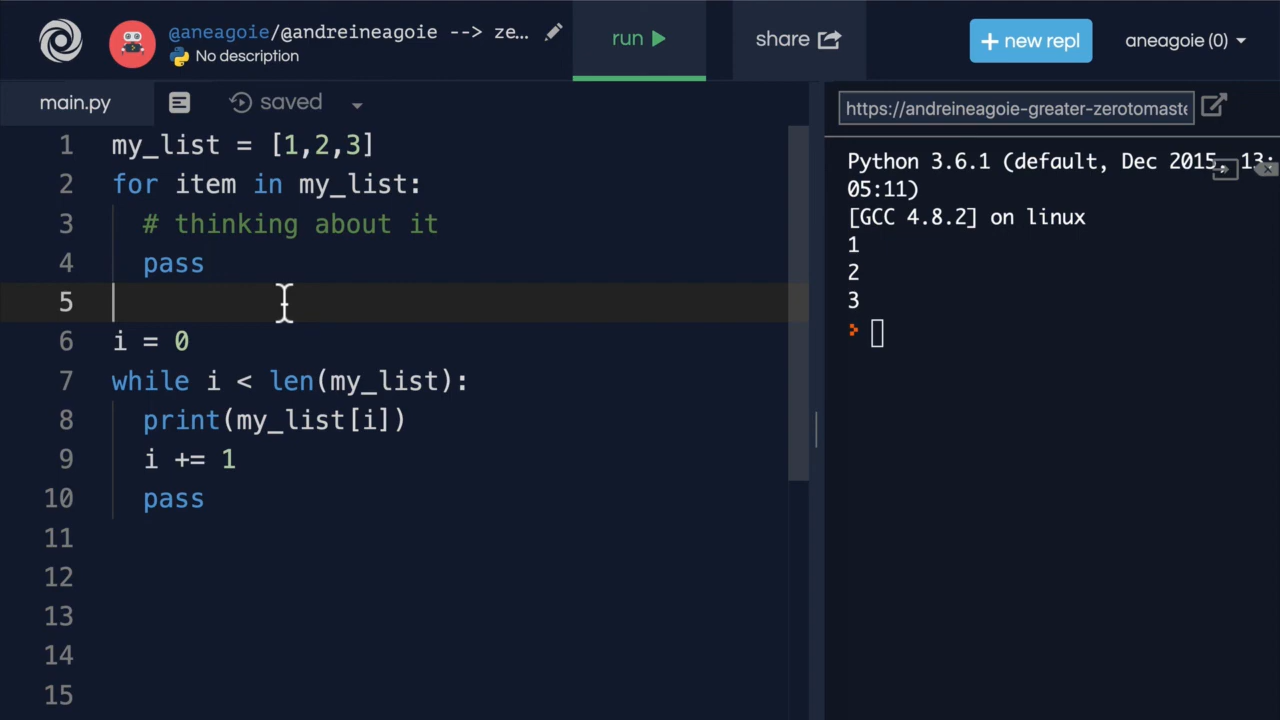 @aneagoie/@andreineagoie --> ze...
No description
run
share
+ new repl
aneagoie (0)
main.py
saved
https://andreineagoie-greater-zerotomaste
1 my_list = [1,2,3]
2 for item in my_list:
3 # thinking about it
4 pass
5
6 i = 0
7 while i < len(my_list):
8 print(my_list[i])
9 i += 1
10 pass
11
12
13
14
15
Python 3.6.1 (default, Dec 2015, 13:
05:11)
[GCC 4.8.2] on linux
1
2
3